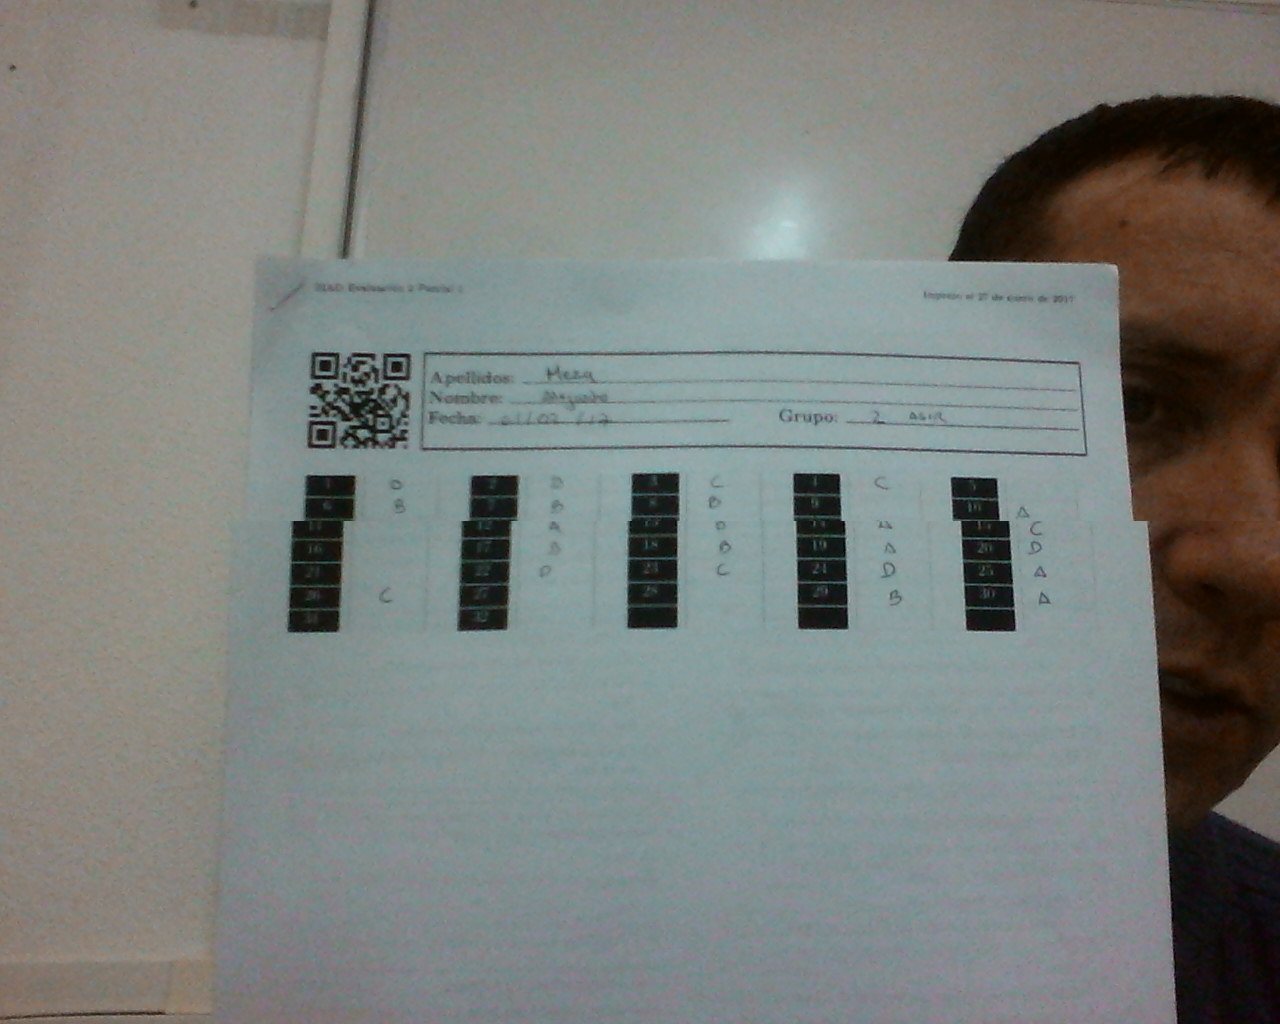 Evaluación 2 Parcial 1
Impreso el 27 de enero de 2017
Apellidos: Meza
Nombre:
Fecha: 01/02/17 Grupo: 2 ASIR
1 D 2 D 3 C 4 C 5
6 B 7 B 8 B 9 10 A
11 12 A 13 D 14 A 15 C
16 17 B 18 B 19 A 20 D
21 22 D 23 C 24 D 25 A
26 C 27 28 29 B 30 A
31 32